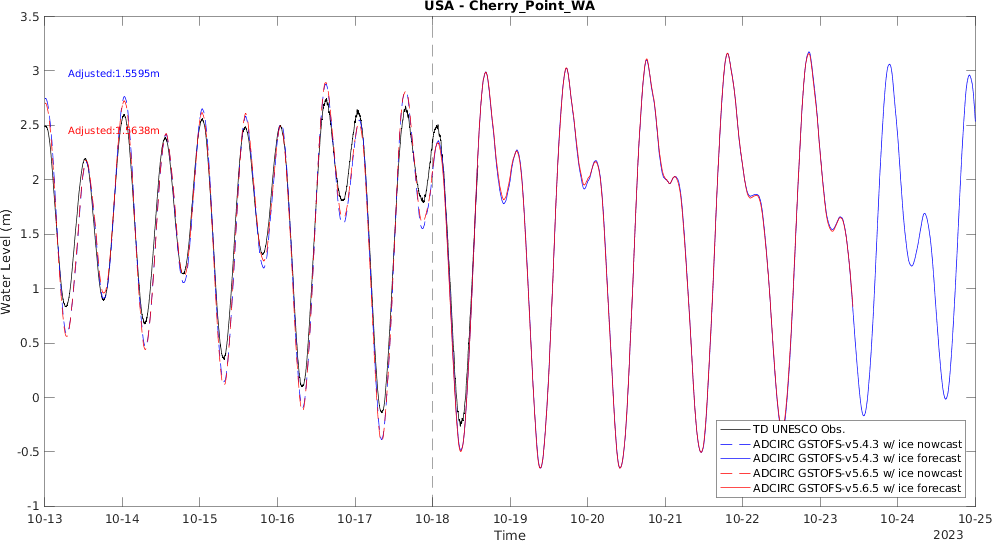 USA - Cherry_Point_WA
3.5
3
2.5
2
1.5
1
0.5
0
-0.5
-1
Water Level (m)
Adjusted:1.5595m
Adjusted:1.5638m
TD UNESCO Obs.
ADCIRC GSTOFS-v5.4.3 w/ ice nowcast
ADCIRC GSTOFS-v5.4.3 w/ ice forecast
ADCIRC GSTOFS-v5.6.5 w/ ice nowcast
ADCIRC GSTOFS-v5.6.5 w/ ice forecast
10-13 10-14 10-15 10-16 10-17 10-18 10-19 10-20 10-21 10-22 10-23 10-24 10-25
Time
2023